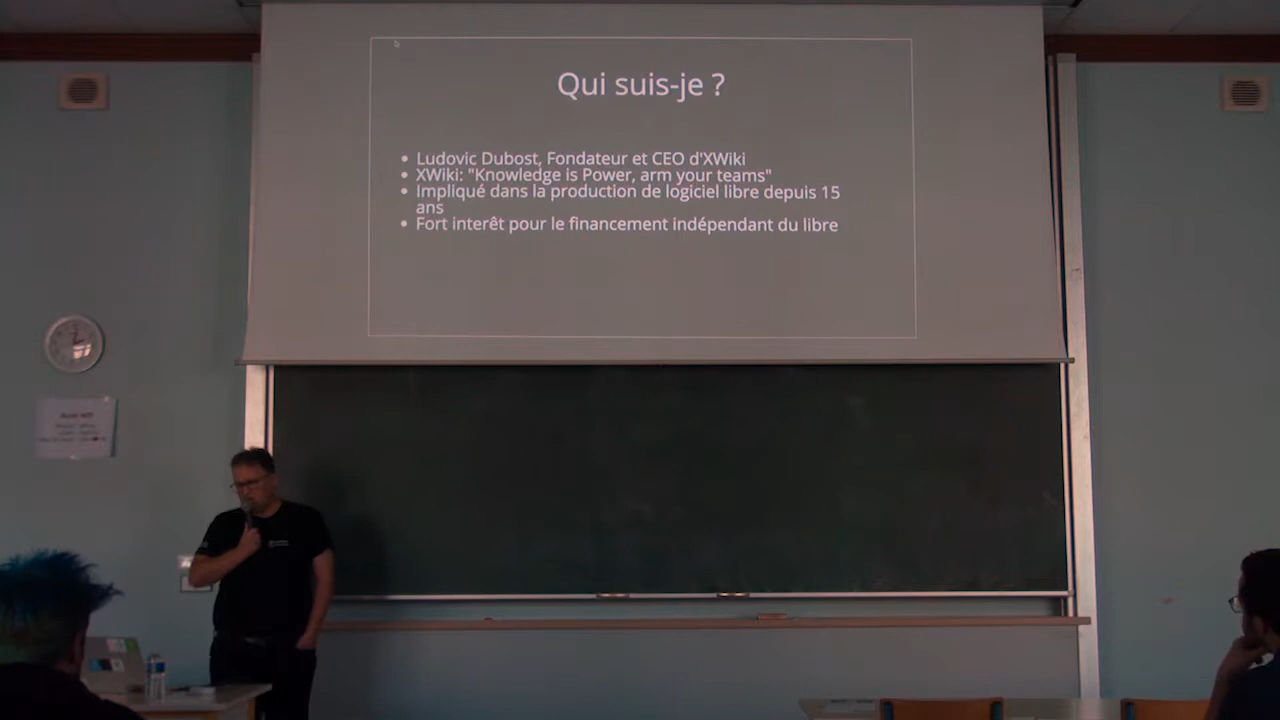 Qui suis-je ?
• Ludovic Dubost, Fondateur et CEO d'XWiki
• XWiki: "Knowledge is Power, arm your teams"
• Impliqué dans la production de logiciel libre depuis 15
ans
• Fort interêt pour le financement indépendant du libre